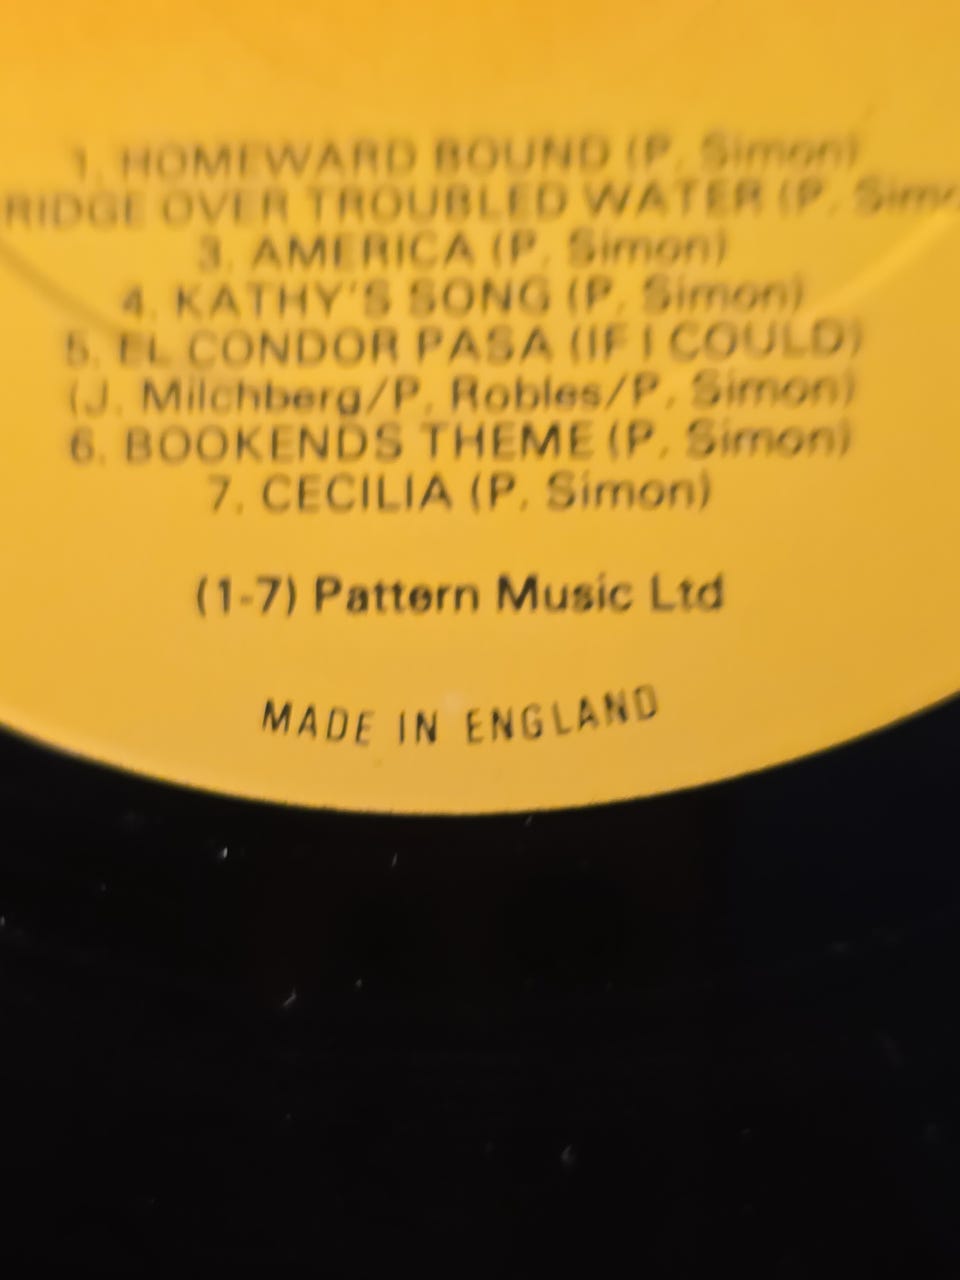 1. HOMEWARD BOUND (P. Simon)
RIDGE OVER TROUBLED WATER (P. Simo
3. AMERICA (P. Simon)
4. KATHY'S SONG (P. Simon)
5. EL CONDOR PASA (IF I COULD)
(J. Milchberg/P. Robles/P. Simon)
6. BOOKENDS THEME (P. Simon)
7. CECILIA (P. Simon)
(1-7) Pattern Music Ltd
MADE IN ENGLAND